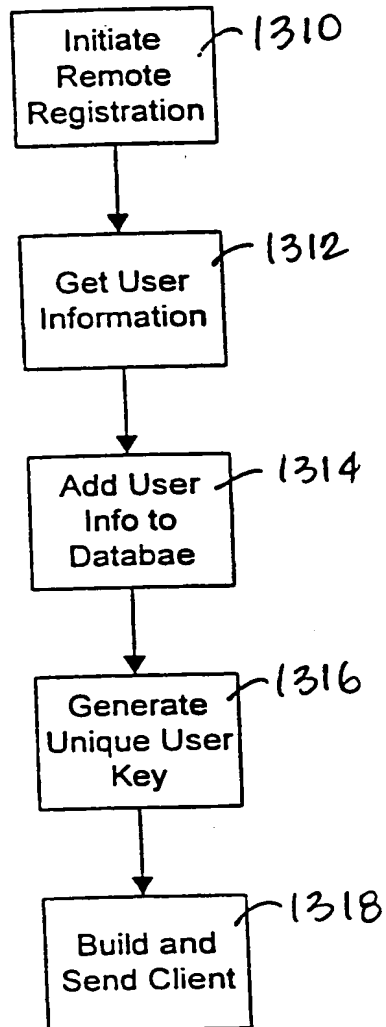 Initiate
Remote
Registration
1310
Get User
Information
1312
Add User
Info to
Databae
1314
Generate
Unique User
Key
1316
Build and
Send Client
1318